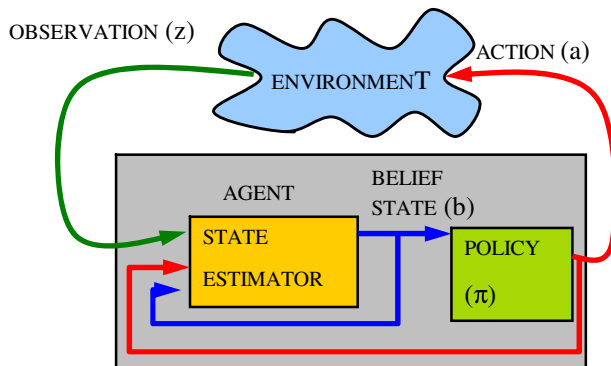 OBSERVATION (z)
ACTION (a)
ENVIRONMENT
AGENT
BELIEF
STATE (b)
STATE
ESTIMATOR
POLICY
(π)